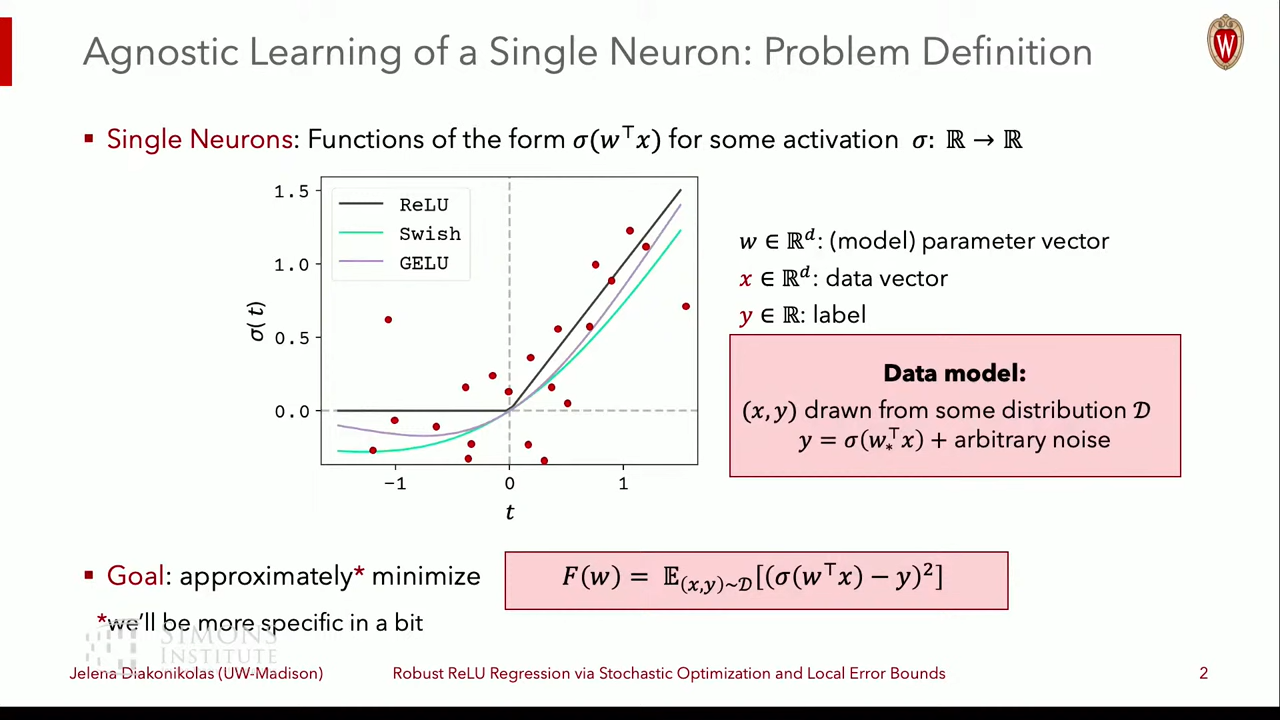 Agnostic Learning of a Single Neuron: Problem Definition
W
▪ Single Neurons: Functions of the form σ(w⊤x) for some activation σ: ℝ → ℝ
1.5
1.0
0.5
0.0
σ(t)
ReLU
Swish
GELU
−1 0 1
t
w ∈ ℝᵈ: (model) parameter vector
x ∈ ℝᵈ: data vector
y ∈ ℝ: label
Data model:
(x, y) drawn from some distribution 𝒟
y = σ(w*⊤x) + arbitrary noise
▪ Goal: approximately* minimize
F(w) = 𝔼(x,y)~𝒟[(σ(w⊤x) − y)²]
*we'll be more specific in a bit
SIMONS
INSTITUTE
Jelena Diakonikolas (UW-Madison)
Robust ReLU Regression via Stochastic Optimization and Local Error Bounds
2